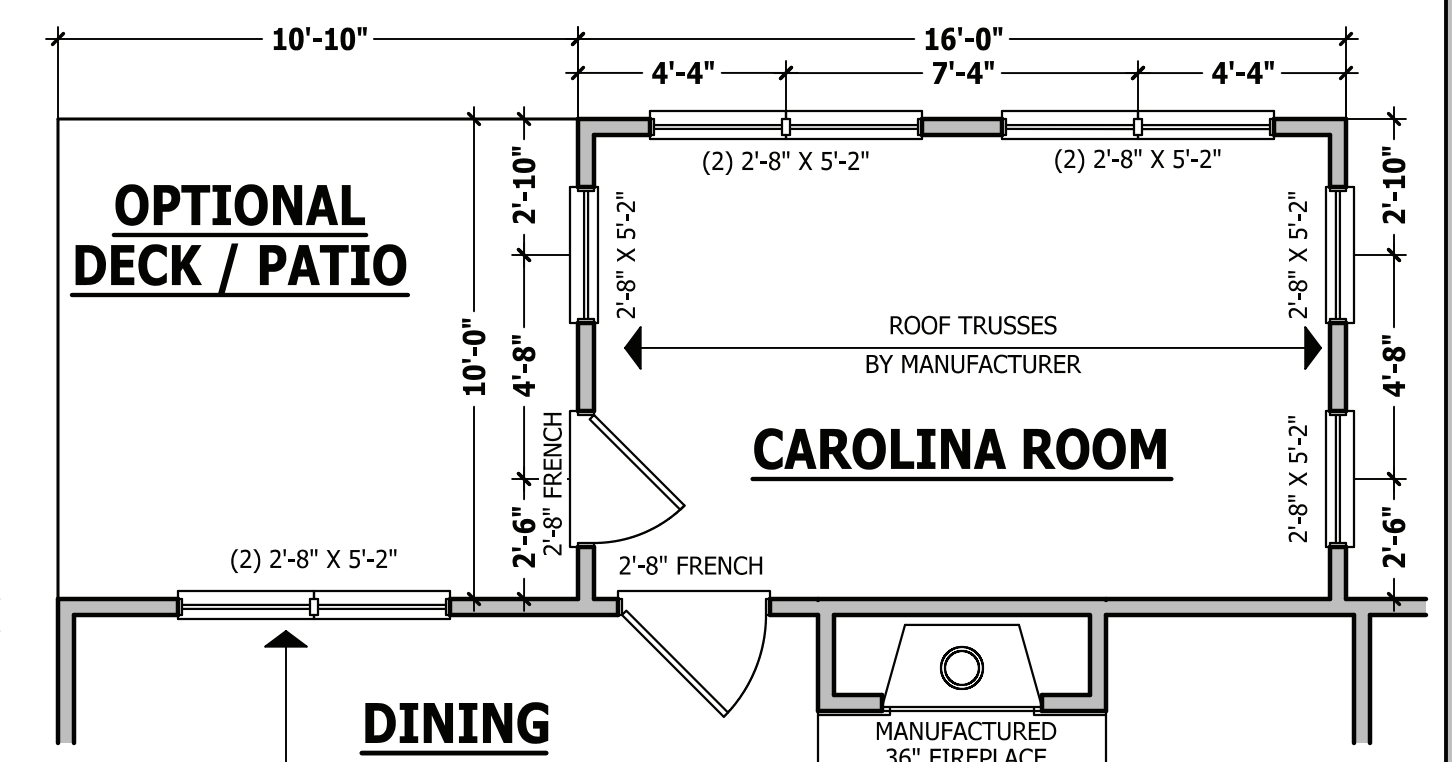 10'-10"
16'-0"
4'-4"
7'-4"
4'-4"
(2) 2'-8" X 5'-2"
(2) 2'-8" X 5'-2"
OPTIONAL
DECK / PATIO
2'-10"
2'-8" X 5'-2"
2'-8" X 5'-2"
2'-10"
ROOF TRUSSES
BY MANUFACTURER
10'-0"
4'-8"
4'-8"
CAROLINA ROOM
2'-8" FRENCH
2'-8" X 5'-2"
2'-6"
2'-6"
(2) 2'-8" X 5'-2"
2'-8" FRENCH
DINING
MANUFACTURED
36" FIREPLACE